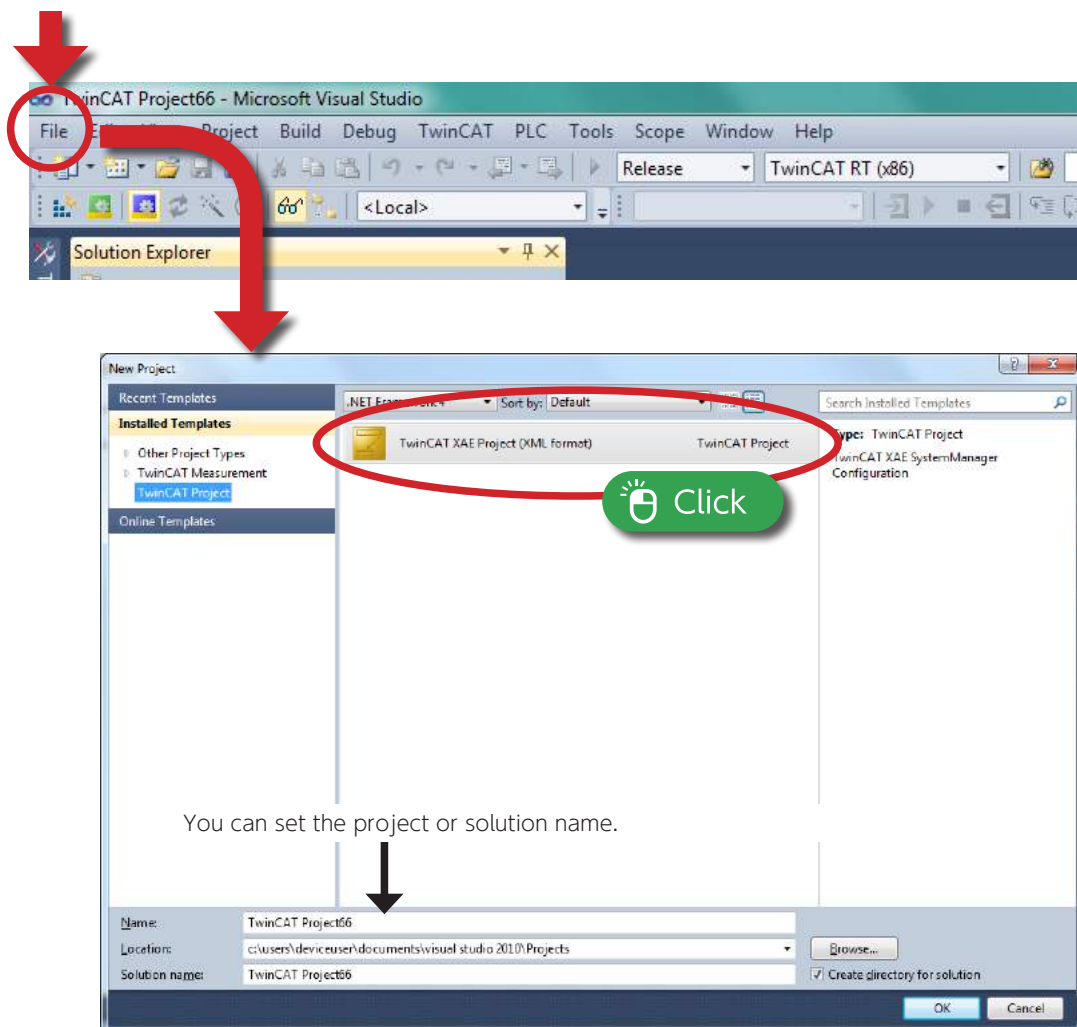 TwinCAT Project66 - Microsoft Visual Studio
File Project Build Debug TwinCAT PLC Tools Scope Window Help
Release TwinCAT RT (x86)
<Local>
Solution Explorer
New Project
Recent Templates .NET Framework 4 Sort by: Default Search Installed Templates
Installed Templates
TwinCAT XAE Project (XML format) TwinCAT Project Type: TwinCAT Project
Other Project Types
TwinCAT XAE SystemManager
TwinCAT Measurement Configuration
TwinCAT Project
Click
Online Templates
You can set the project or solution name.
Name: TwinCAT Project66
Location: c:\users\deviceuser\documents\visual studio 2010\Projects Browse...
Solution name: TwinCAT Project66 Create directory for solution
OK Cancel